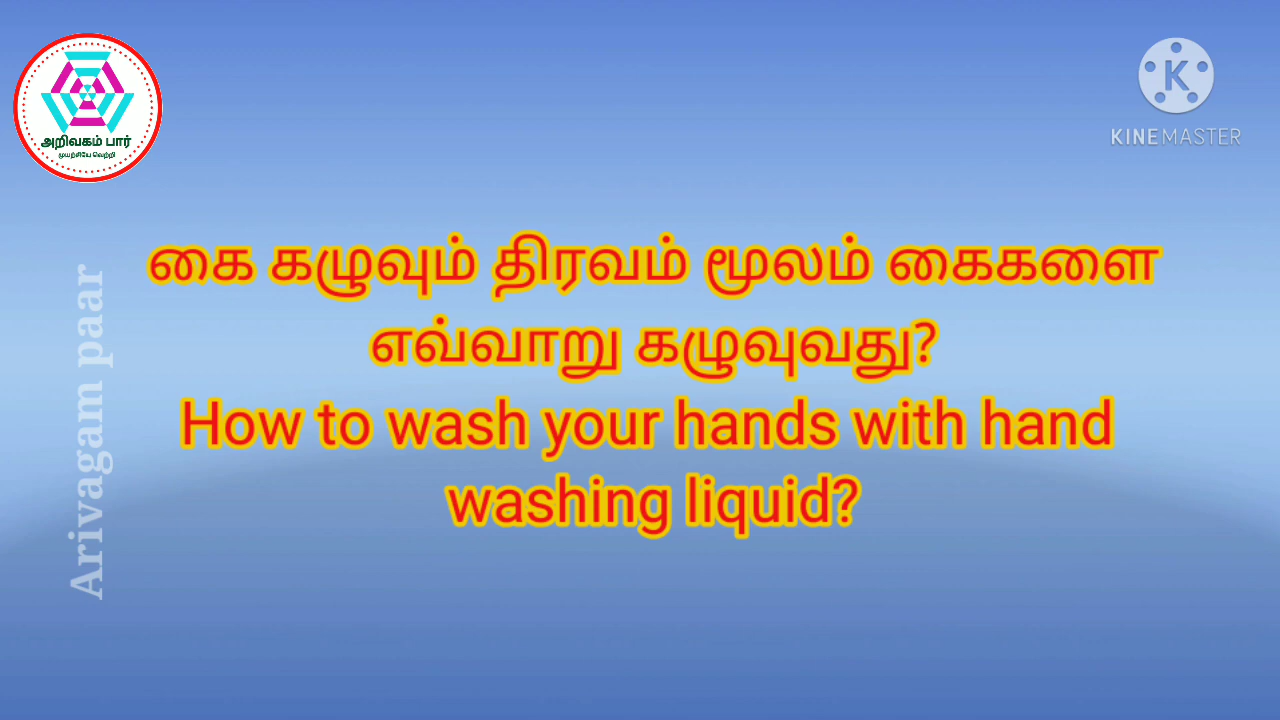 அறிவகம் பார்
முயற்சியே வெற்றி
KINEMASTER
கை கழுவும் திரவம் மூலம் கைகளை
எவ்வாறு கழுவுவது?
How to wash your hands with hand
washing liquid?
Arivagam paar